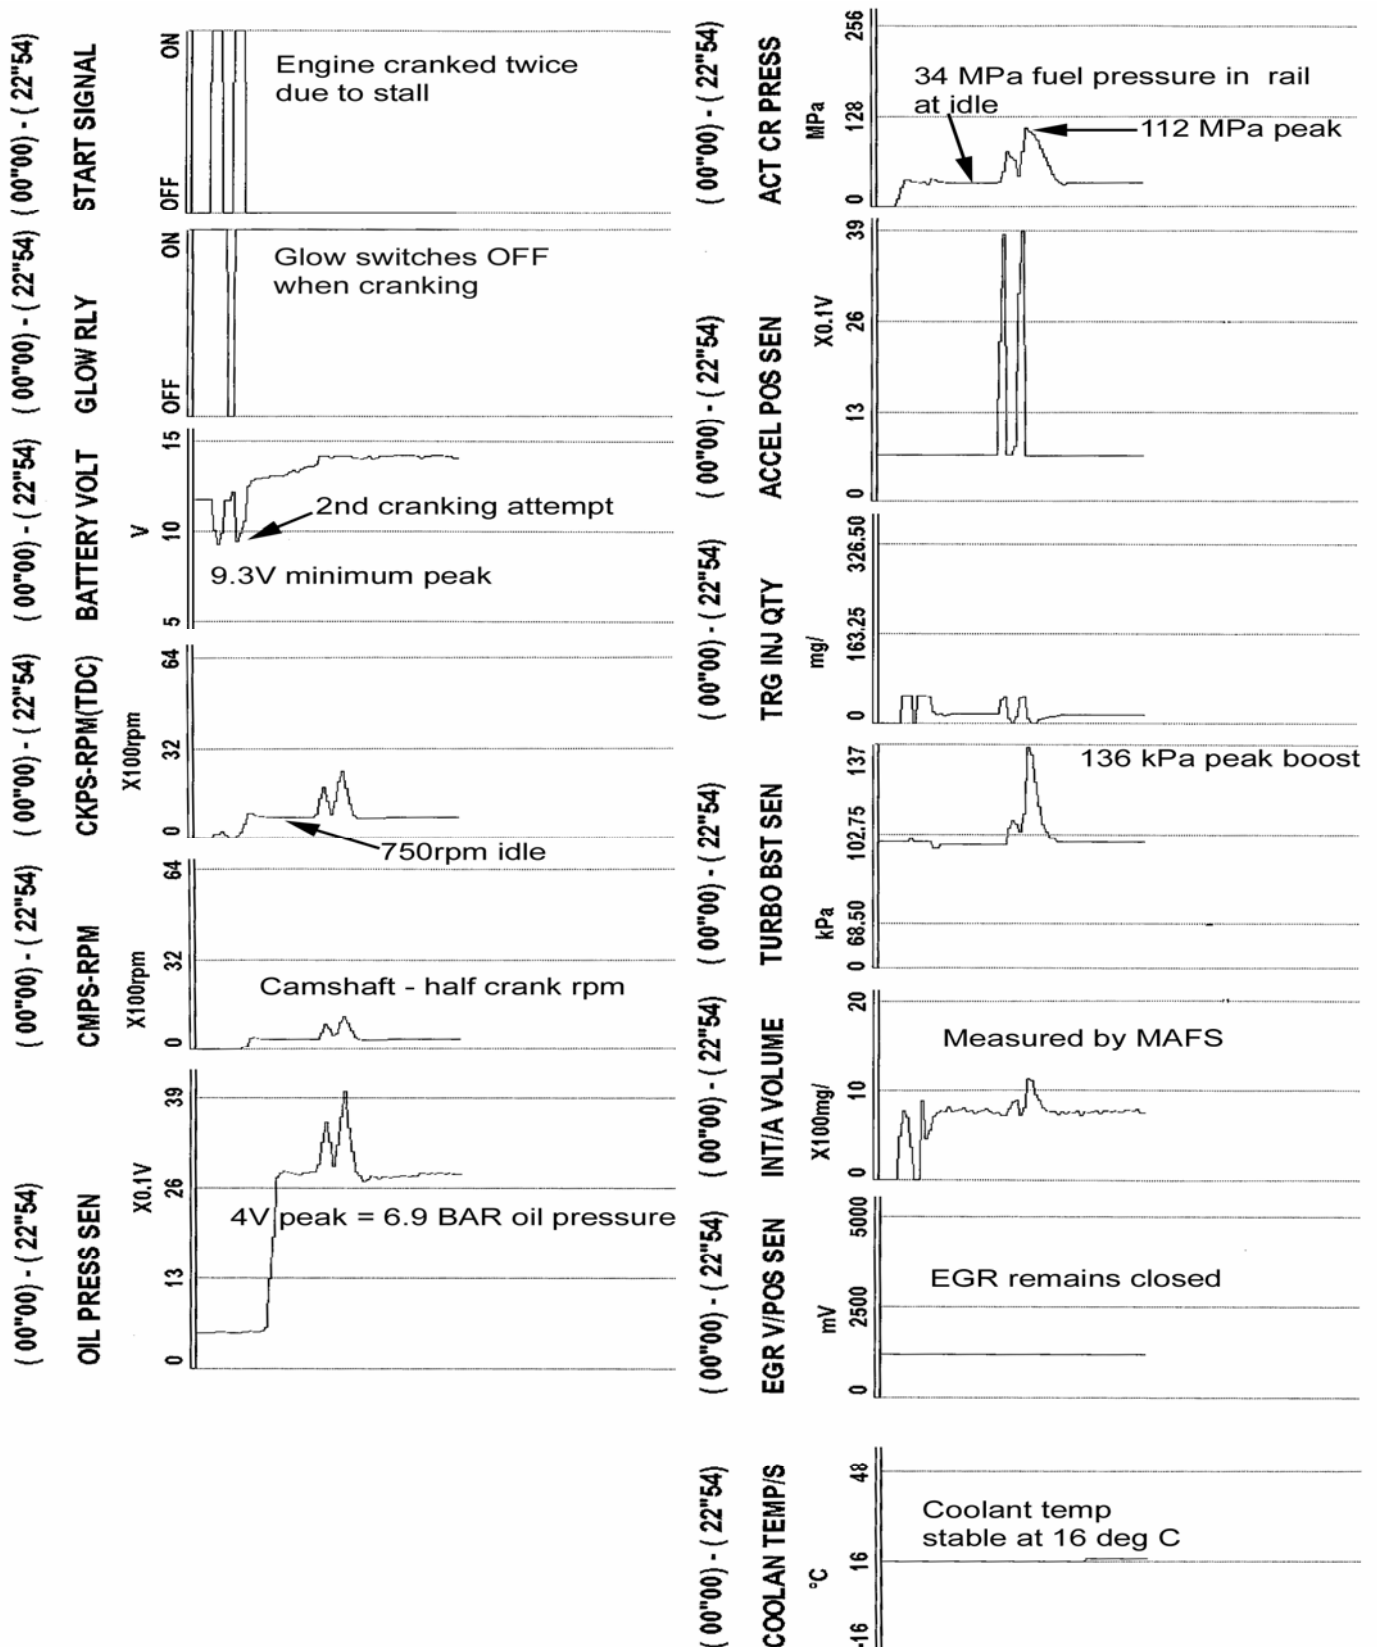 ( 00"00) - ( 22"54)
START SIGNAL
ON
OFF
Engine cranked twice
due to stall
( 00"00) - ( 22"54)
GLOW RLY
ON
OFF
Glow switches OFF
when cranking
( 00"00) - ( 22"54)
BATTERY VOLT
V
15
10
5
2nd cranking attempt
9.3V minimum peak
( 00"00) - ( 22"54)
CKPS-RPM(TDC)
X100rpm
64
32
0
750rpm idle
( 00"00) - ( 22"54)
CMPS-RPM
X100rpm
64
32
0
Camshaft - half crank rpm
( 00"00) - ( 22"54)
OIL PRESS SEN
X0.1V
39
26
13
0
4V peak = 6.9 BAR oil pressure
( 00"00) - ( 22"54)
ACT CR PRESS
MPa
256
128
0
34 MPa fuel pressure in rail
at idle
112 MPa peak
( 00"00) - ( 22"54)
ACCEL POS SEN
X0.1V
39
26
13
0
( 00"00) - ( 22"54)
TRG INJ QTY
mg/
326.50
163.25
0
( 00"00) - ( 22"54)
TURBO BST SEN
kPa
137
102.75
68.50
0
136 kPa peak boost
( 00"00) - ( 22"54)
INT/A VOLUME
X100mg/
20
10
0
Measured by MAFS
( 00"00) - ( 22"54)
EGR V/POS SEN
mV
5000
2500
0
EGR remains closed
( 00"00) - ( 22"54)
COOLAN TEMP/S
°C
48
16
-16
Coolant temp
stable at 16 deg C